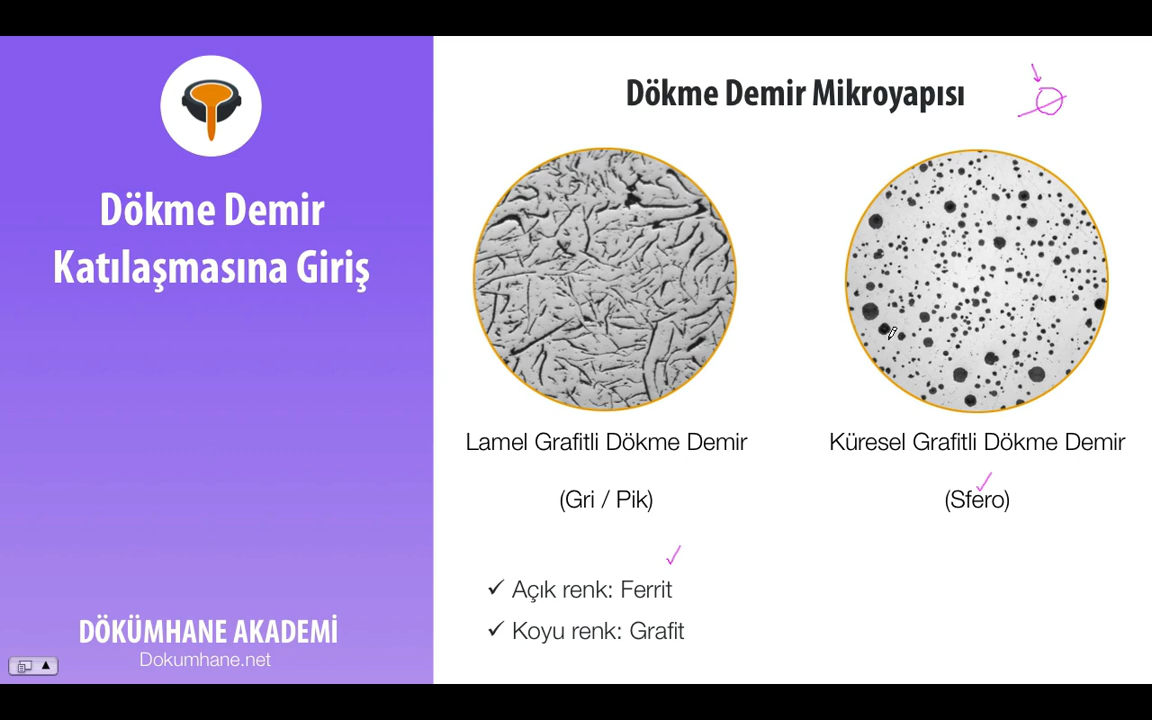 Dökme Demir
Katılaşmasına Giriş
DÖKÜMHANE AKADEMİ
Dokumhane.net
Dökme Demir Mikroyapısı
Lamel Grafitli Dökme Demir
(Gri / Pik)
Küresel Grafitli Dökme Demir
(Sfero)
✓ Açık renk: Ferrit
✓ Koyu renk: Grafit